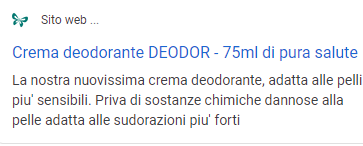 Sito web ...
Crema deodorante DEODOR - 75ml di pura salute
La nostra nuovissima crema deodorante, adatta alle pelli
piu' sensibili. Priva di sostanze chimiche dannose alla
pelle adatta alle sudorazioni piu' forti